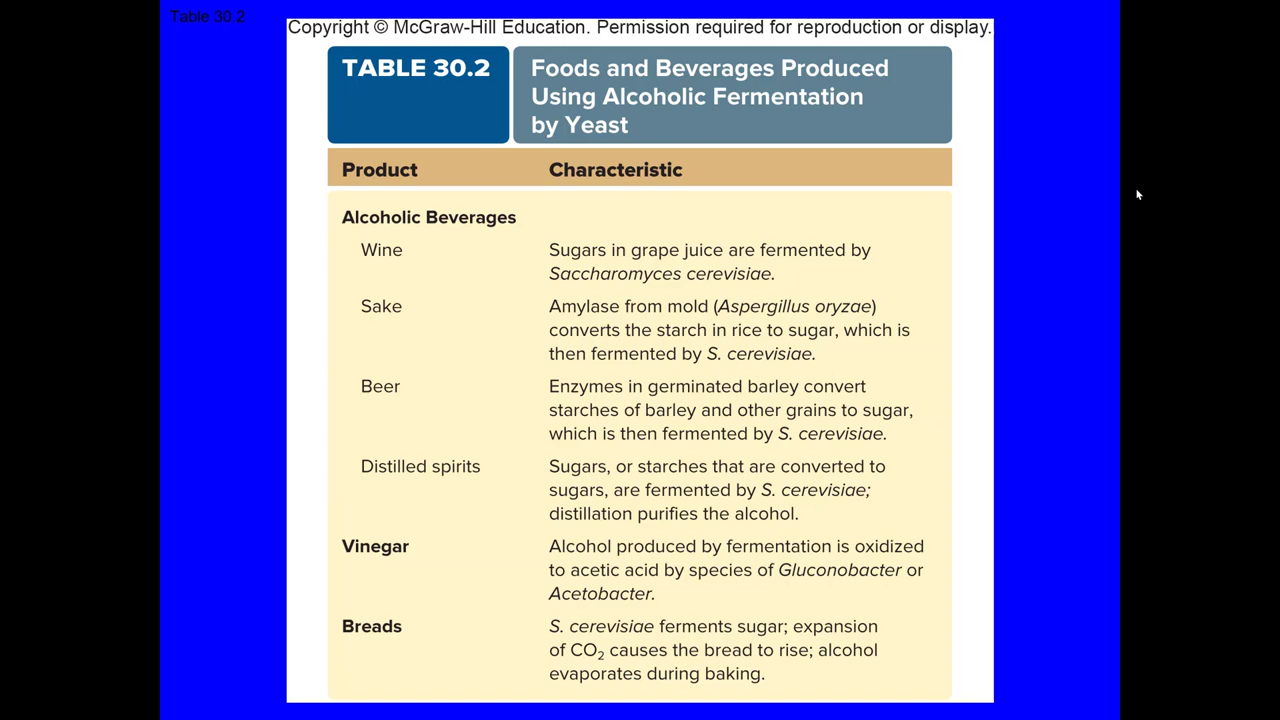 Table 30.2
Copyright © McGraw-Hill Education. Permission required for reproduction or display.
TABLE 30.2
Foods and Beverages Produced
Using Alcoholic Fermentation
by Yeast
Product Characteristic
Alcoholic Beverages
Wine Sugars in grape juice are fermented by
Saccharomyces cerevisiae.
Sake Amylase from mold (Aspergillus oryzae)
converts the starch in rice to sugar, which is
then fermented by S. cerevisiae.
Beer Enzymes in germinated barley convert
starches of barley and other grains to sugar,
which is then fermented by S. cerevisiae.
Distilled spirits Sugars, or starches that are converted to
sugars, are fermented by S. cerevisiae;
distillation purifies the alcohol.
Vinegar Alcohol produced by fermentation is oxidized
to acetic acid by species of Gluconobacter or
Acetobacter.
Breads S. cerevisiae ferments sugar; expansion
of CO₂ causes the bread to rise; alcohol
evaporates during baking.